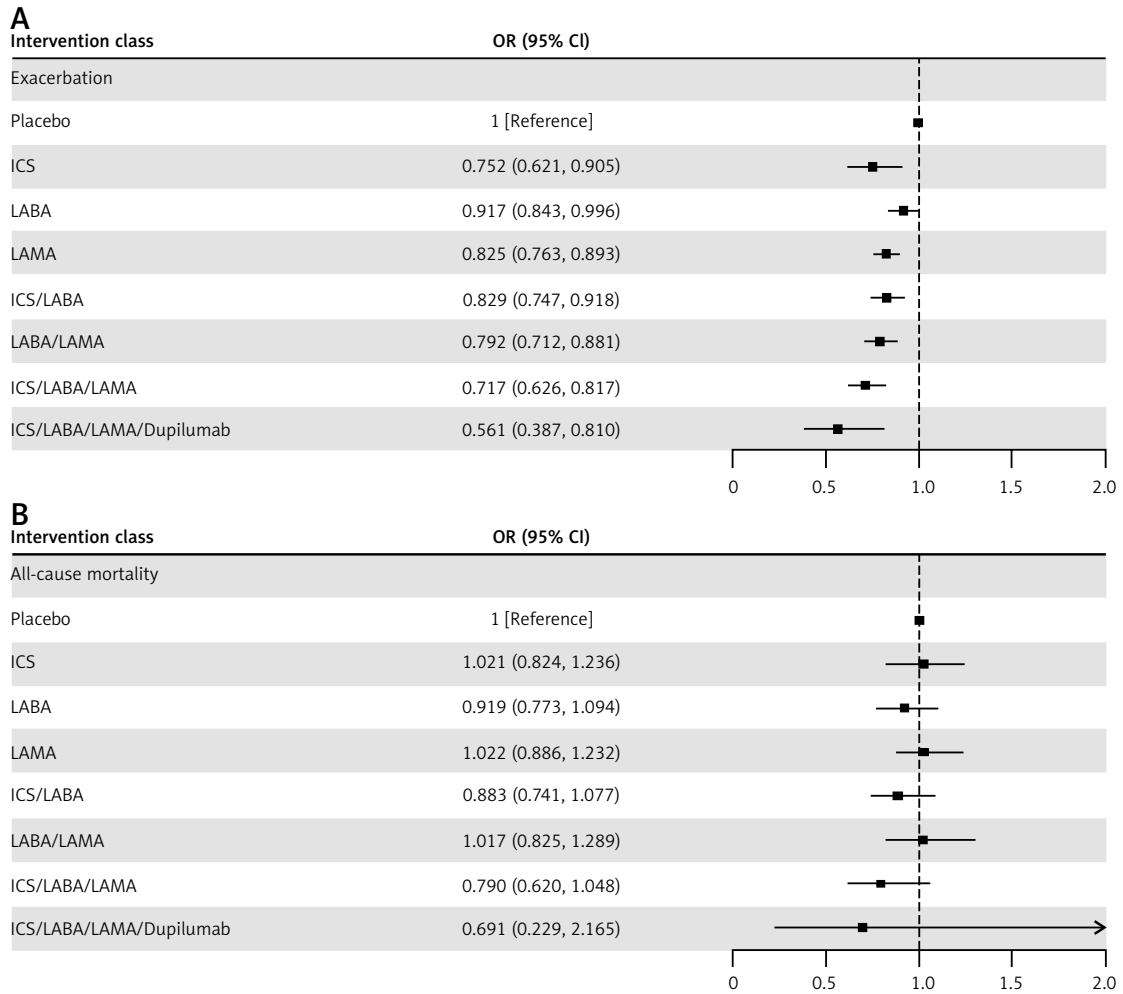 A
Intervention class OR (95% CI)
Exacerbation
Placebo 1 [Reference]
ICS 0.752 (0.621, 0.905)
LABA 0.917 (0.843, 0.996)
LAMA 0.825 (0.763, 0.893)
ICS/LABA 0.829 (0.747, 0.918)
LABA/LAMA 0.792 (0.712, 0.881)
ICS/LABA/LAMA 0.717 (0.626, 0.817)
ICS/LABA/LAMA/Dupilumab 0.561 (0.387, 0.810)
0 0.5 1.0 1.5 2.0
B
Intervention class OR (95% CI)
All-cause mortality
Placebo 1 [Reference]
ICS 1.021 (0.824, 1.236)
LABA 0.919 (0.773, 1.094)
LAMA 1.022 (0.886, 1.232)
ICS/LABA 0.883 (0.741, 1.077)
LABA/LAMA 1.017 (0.825, 1.289)
ICS/LABA/LAMA 0.790 (0.620, 1.048)
ICS/LABA/LAMA/Dupilumab 0.691 (0.229, 2.165)
0 0.5 1.0 1.5 2.0